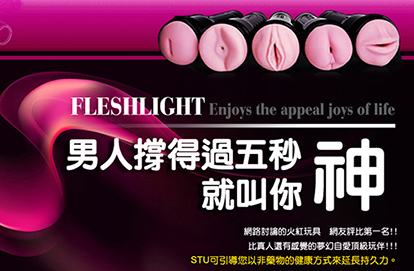 FLESHLIGHT Enjoys the appeal joys of life
男人撐得過五秒
就叫你神
網路討論的火紅玩具 網友評比第一名!!
比真人還有感覺的夢幻自愛頂級玩伴!!!
STU可引導您以非藥物的健康方式來延長持久力。